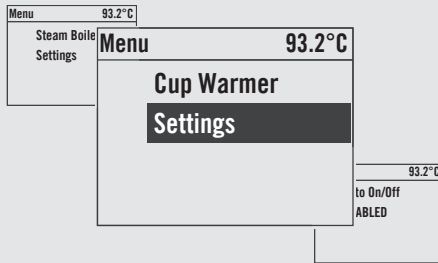 Menu 93.2°C
Steam Boile
Settings
Menu 93.2°C
Cup Warmer
Settings
93.2°C
to On/Off
ABLED